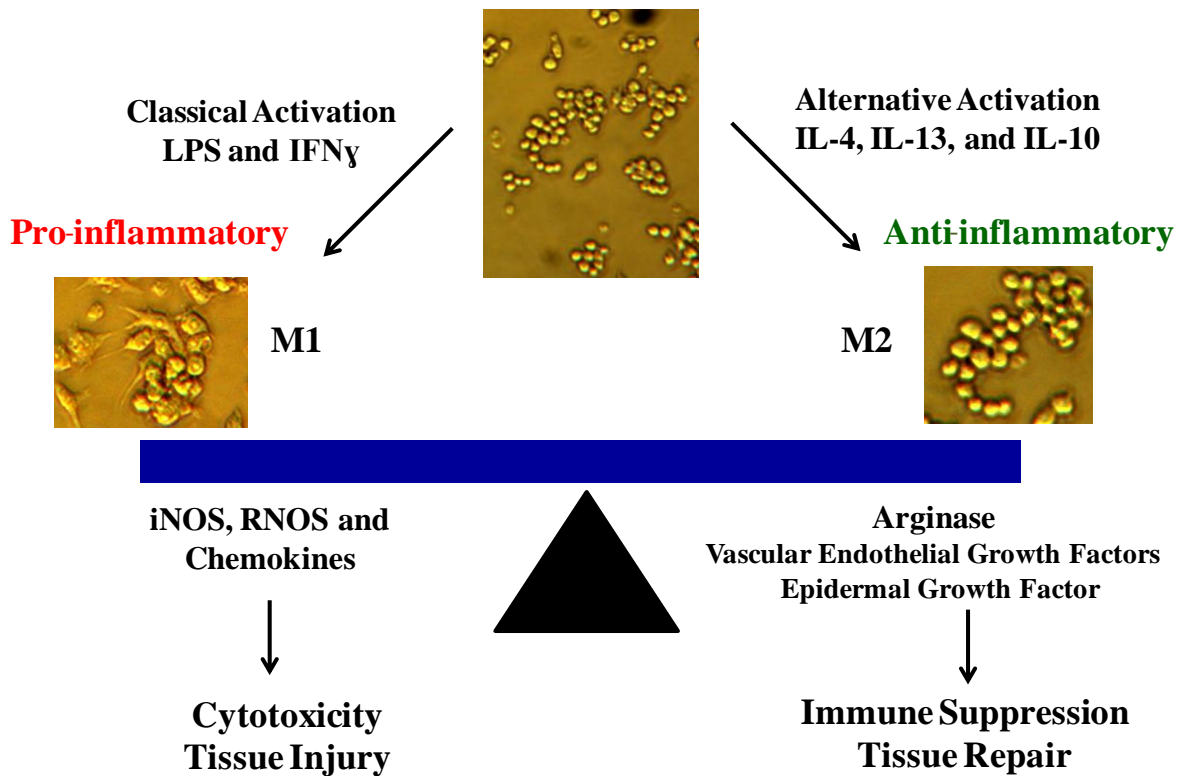 Classical Activation
LPS and IFNɣ
Alternative Activation
IL-4, IL-13, and IL-10
Pro-inflammatory
Anti-inflammatory
M1
M2
iNOS, RNOS and
Chemokines
Arginase
Vascular Endothelial Growth Factors
Epidermal Growth Factor
Cytotoxicity
Tissue Injury
Immune Suppression
Tissue Repair